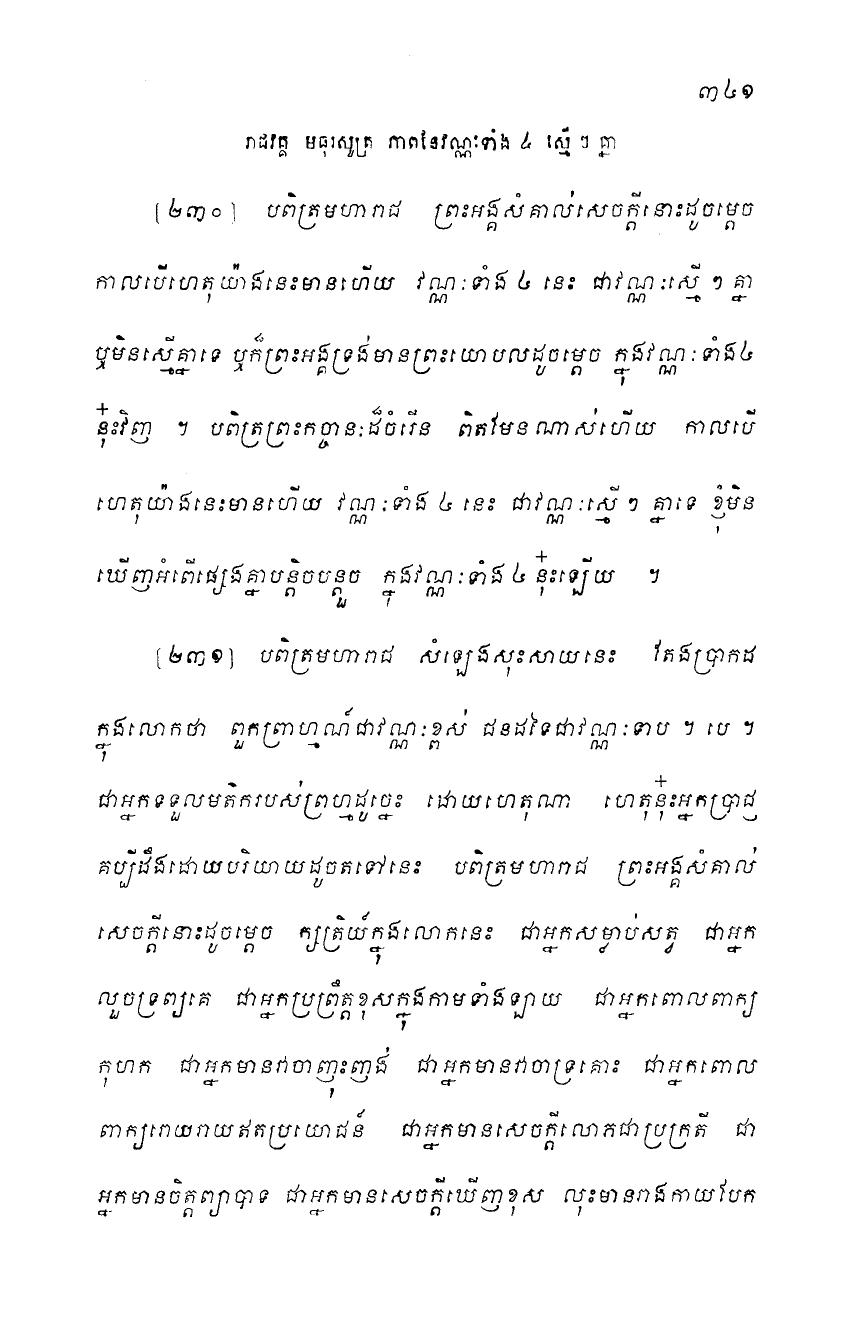 ៣៤១
រាជវគ្គ មធុរសូត្រ ភាពនៃវណ្ណៈទាំង ៤ ស្មើ ៗ គ្នា
[២៣០] បពិត្រមហារាជ ព្រះអង្គសំគាល់សេចក្តីនោះដូចម្តេច
កាលបើហេតុយ៉ាងនេះមានហើយ វណ្ណៈទាំង ៤ នេះ ជាវណ្ណៈស្មើ ៗ គ្នា
ឬមិនស្មើគ្នាទេ ឬក៏ព្រះអង្គទ្រង់មានព្រះយោបលដូចម្តេច ក្នុងវណ្ណៈទាំង៤
នុ៎ះវិញ ។ បពិត្រព្រះកច្ចានៈដ៏ចំរើន ពិតមែនណាស់ហើយ កាលបើ
ហេតុយ៉ាងនេះមានហើយ វណ្ណៈទាំង ៤ នេះ ជាវណ្ណៈស្មើ ៗ គ្នាទេ ខ្ញុំមិន
ឃើញអំពើផ្សេងគ្នាបន្តិចបន្តួច ក្នុងវណ្ណៈទាំង ៤ នុ៎ះឡើយ ។
[២៣១] បពិត្រមហារាជ សំឡេងសុះសាយនេះ តែងប្រាកដ
ក្នុងលោកថា ពួកព្រាហ្មណ៍ជាវណ្ណៈខ្ពស់ ជនដទៃជាវណ្ណៈទាប ។ បេ ។
ជាអ្នកទទួលមតិករបស់ព្រហ្មដូច្នេះ ដោយហេតុណា ហេតុនុ៎ះអ្នកប្រាជ្ញ
គប្បីដឹងដោយបរិយាយដូចតទៅនេះ បពិត្រមហារាជ ព្រះអង្គសំគាល់
សេចក្តីនោះដូចម្តេច ក្សត្រិយ៍ក្នុងលោកនេះ ជាអ្នកសម្លាប់សត្វ ជាអ្នក
លួចទ្រព្យគេ ជាអ្នកប្រព្រឹត្តខុសក្នុងកាមទាំងឡាយ ជាអ្នកពោលពាក្យ
កុហក ជាអ្នកមានវាចាញុះញង់ ជាអ្នកមានវាចាទ្រគោះ ជាអ្នកពោល
ពាក្យរោយរាយឥតប្រយោជន៍ ជាអ្នកមានសេចក្តីលោភជាប្រក្រតី ជា
អ្នកមានចិត្តព្យាបាទ ជាអ្នកមានសេចក្តីឃើញខុស លុះមានរាងកាយបែក